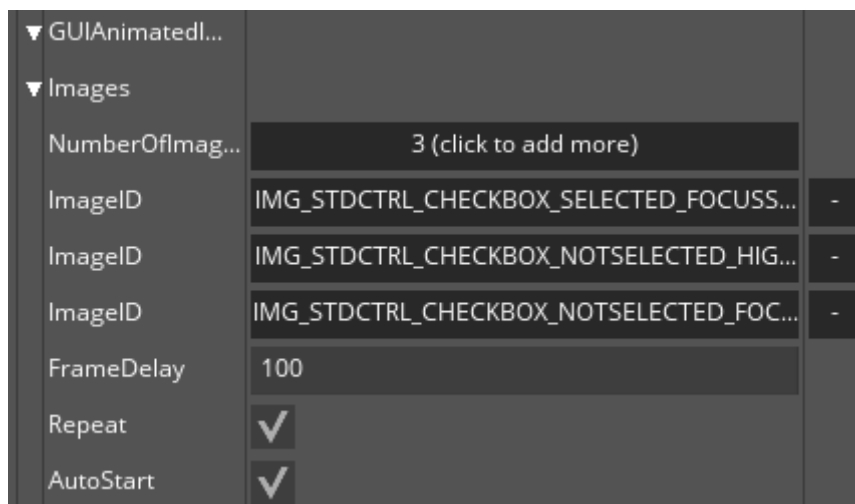 GUIAnimatedI...
Images
NumberOfImag... 3 (click to add more)
ImageID IMG_STDCTRL_CHECKBOX_SELECTED_FOCUSS... -
ImageID IMG_STDCTRL_CHECKBOX_NOTSELECTED_HIG... -
ImageID IMG_STDCTRL_CHECKBOX_NOTSELECTED_FOC... -
FrameDelay 100
Repeat
AutoStart